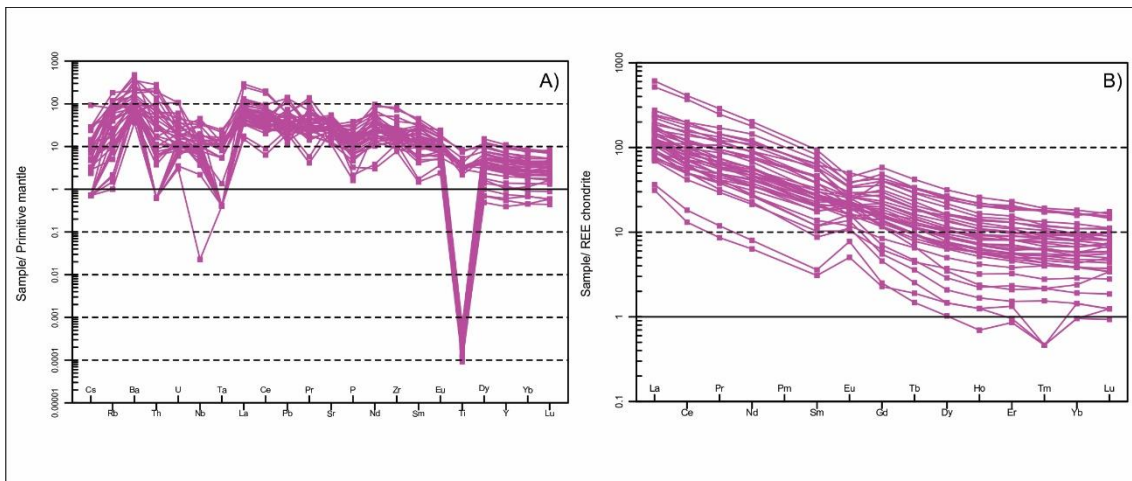 A)
Sample/ Primitive mantle
1000
100
10
1
0.1
0.01
0.001
0.0001
0.00001
Cs Ba U Ta Ce Pr P Zr Eu Dy Yb
Rb Th Nb La Pb Sr Nd Sm Ti Y Lu
B)
Sample/ REE chondrite
1000
100
10
1
0.1
La Pr Pm Eu Tb Ho Tm Lu
Ce Nd Sm Gd Dy Er Yb